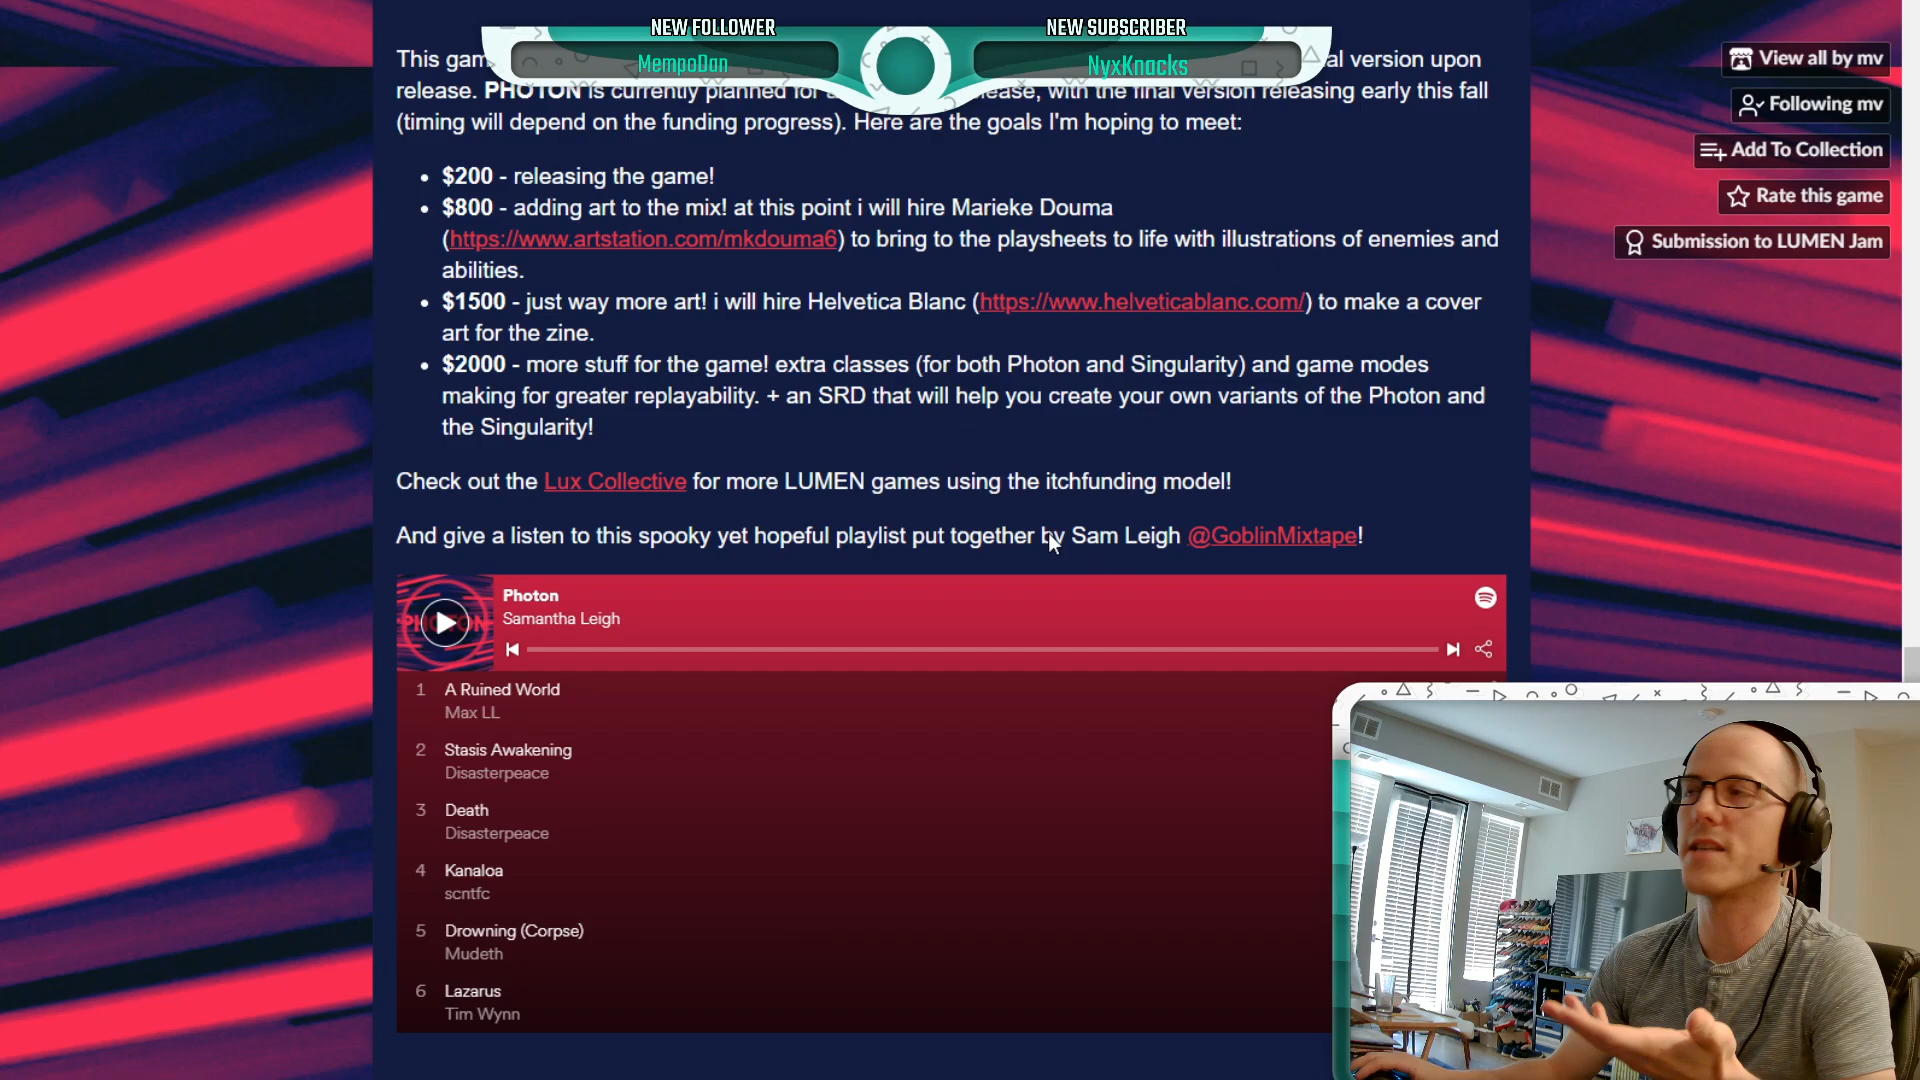 NEW FOLLOWER
NEW SUBSCRIBER
MempoDan
NyxKnacks
This gam
al version upon
release. PHOTON is currently planned for a
ease, with the final version releasing early this fall
(timing will depend on the funding progress). Here are the goals I'm hoping to meet:
• $200 - releasing the game!
• $800 - adding art to the mix! at this point i will hire Marieke Douma
(https://www.artstation.com/mkdouma6) to bring to the playsheets to life with illustrations of enemies and
abilities.
• $1500 - just way more art! i will hire Helvetica Blanc (https://www.helveticablanc.com/) to make a cover
art for the zine.
• $2000 - more stuff for the game! extra classes (for both Photon and Singularity) and game modes
making for greater replayability. + an SRD that will help you create your own variants of the Photon and
the Singularity!
Check out the Lux Collective for more LUMEN games using the itchfunding model!
And give a listen to this spooky yet hopeful playlist put together by Sam Leigh @GoblinMixtape!
PHOTON
Photon
Samantha Leigh
1 A Ruined World
Max LL
2 Stasis Awakening
Disasterpeace
3 Death
Disasterpeace
4 Kanaloa
scntfc
5 Drowning (Corpse)
Mudeth
6 Lazarus
Tim Wynn
View all by mv
Following mv
Add To Collection
Rate this game
Submission to LUMEN Jam